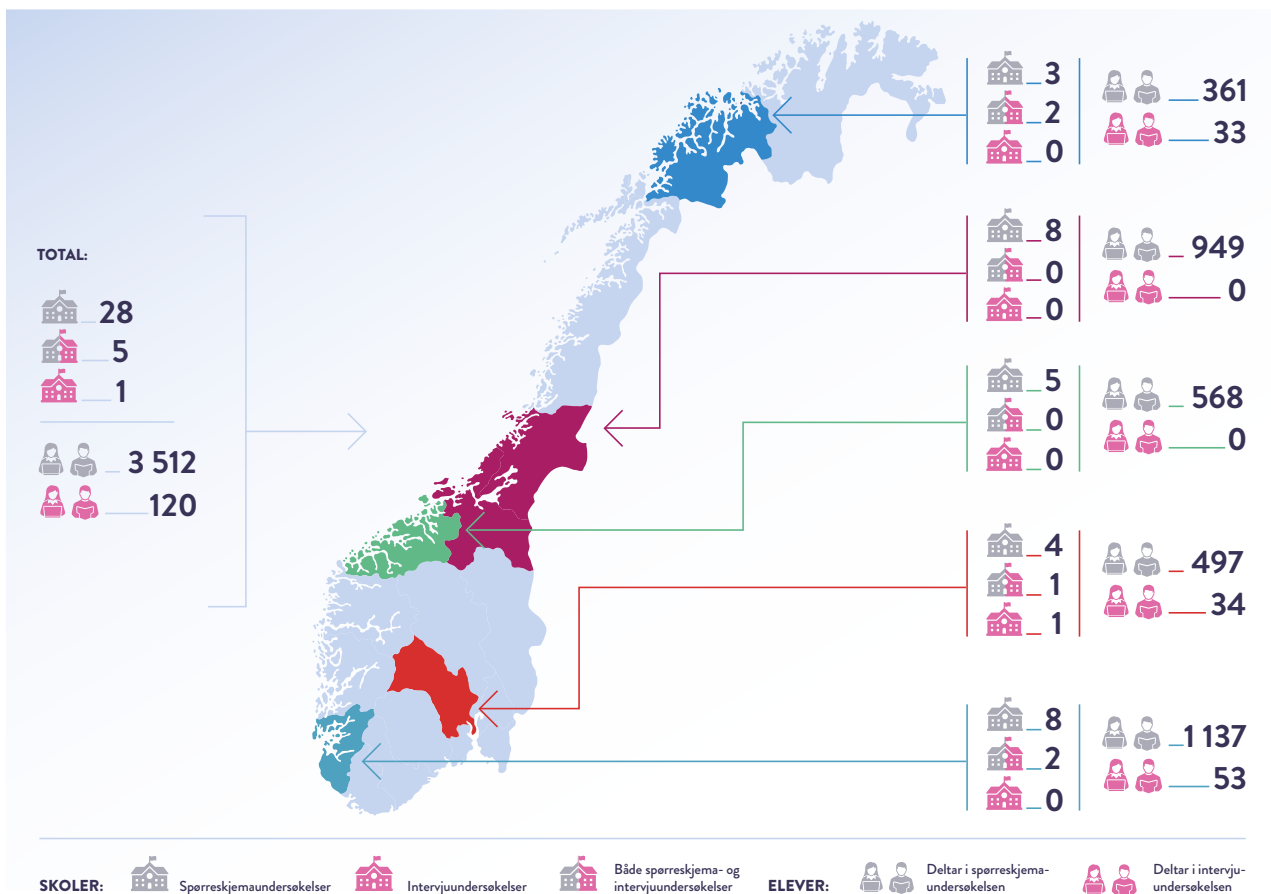 TOTAL:
28
5
1
3 512
120
3
2
0
361
33
8
0
0
949
0
5
0
0
568
0
4
1
1
497
34
8
2
0
1 137
53
SKOLER:
Spørreskjemaundersøkelser
Intervjuundersøkelser
Både spørreskjema- og
intervjuundersøkelser
ELEVER:
Deltar i spørreskjema-
undersøkelsen
Deltar i intervju-
undersøkelsen